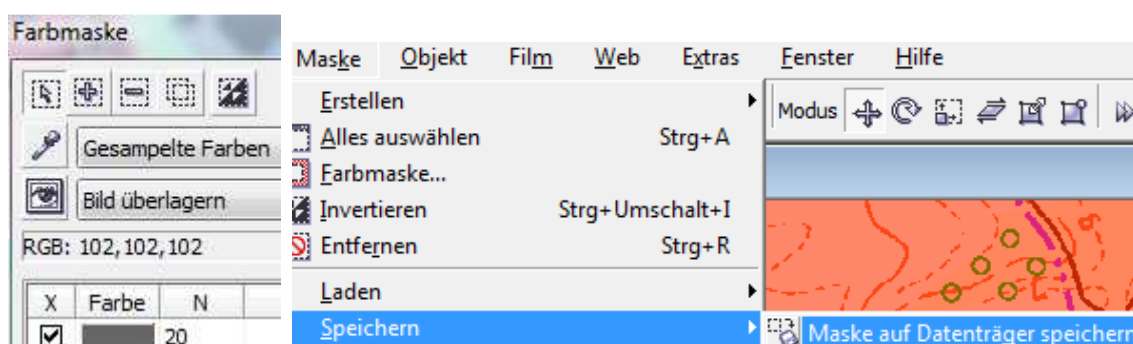 Farbmaske
Gesampelte Farben
Bild überlagern
RGB: 102,102,102
X Farbe N
20
Maske Objekt Film Web Extras Fenster Hilfe
Erstellen
Alles auswählen Strg+A
Farbmaske...
Invertieren Strg+Umschalt+I
Entfernen Strg+R
Laden
Speichern
Modus
Maske auf Datenträger speichern